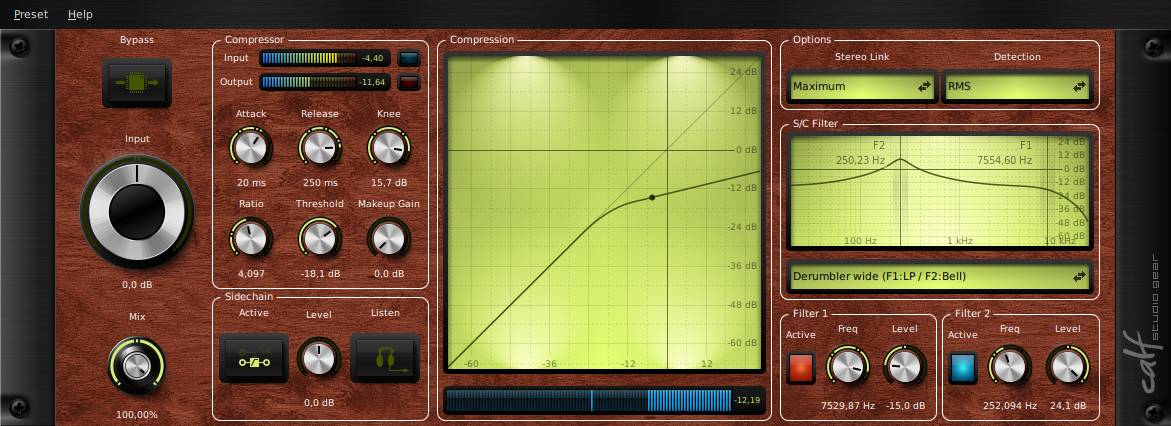 Preset Help
Bypass
Input
0,0 dB
Mix
100,00%
Compressor
Input -4,40
Output -11,64
Attack Release Knee
20 ms 250 ms 15,7 dB
Ratio Threshold Makeup Gain
4,097 -18,1 dB 0,0 dB
Sidechain
Active Level Listen
0,0 dB
Compression
24 dB
12 dB
0 dB
-12 dB
-24 dB
-36 dB
-48 dB
-60 dB
-60 -36 -12 12
-12,19
Options
Stereo Link Detection
Maximum RMS
S/C Filter
F2 F1
250,23 Hz 7554,60 Hz
24 dB
12 dB
0 dB
-12 dB
-24 dB
-36 dB
-48 dB
-60 dB
100 Hz 1 kHz 10 kHz
Derumbler wide (F1:LP / F2:Bell)
Filter 1
Active Freq Level
7529,87 Hz -15,0 dB
Filter 2
Active Freq Level
252,094 Hz 24,1 dB
calf studio gear